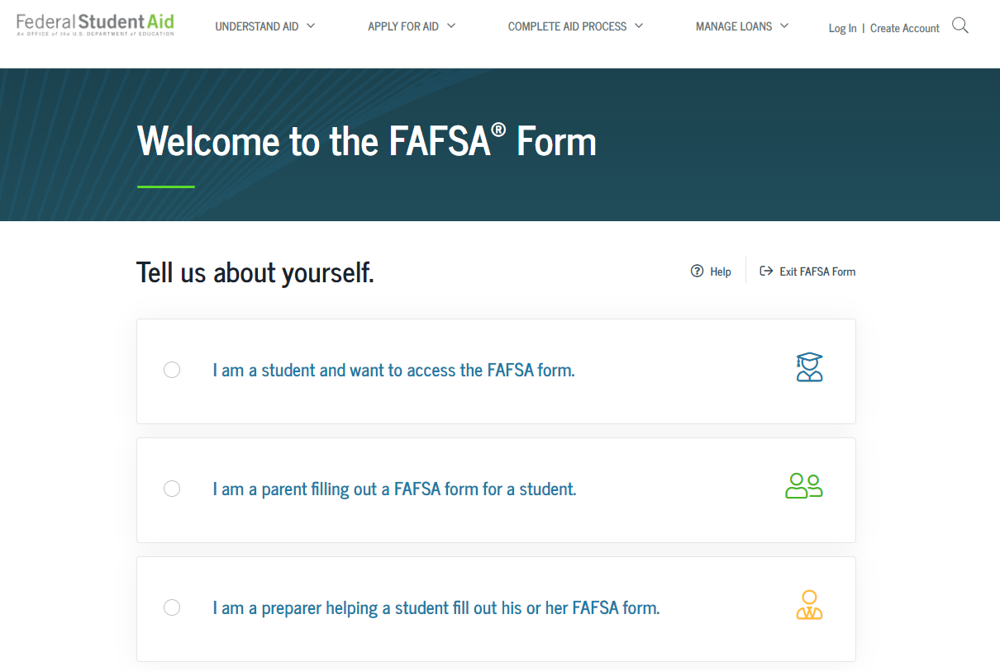 Federal Student Aid
An OFFICE of the U.S. DEPARTMENT of EDUCATION
UNDERSTAND AID
APPLY FOR AID
COMPLETE AID PROCESS
MANAGE LOANS
Log In | Create Account
Welcome to the FAFSA® Form
Tell us about yourself.
Help
Exit FAFSA Form
I am a student and want to access the FAFSA form.
I am a parent filling out a FAFSA form for a student.
I am a preparer helping a student fill out his or her FAFSA form.